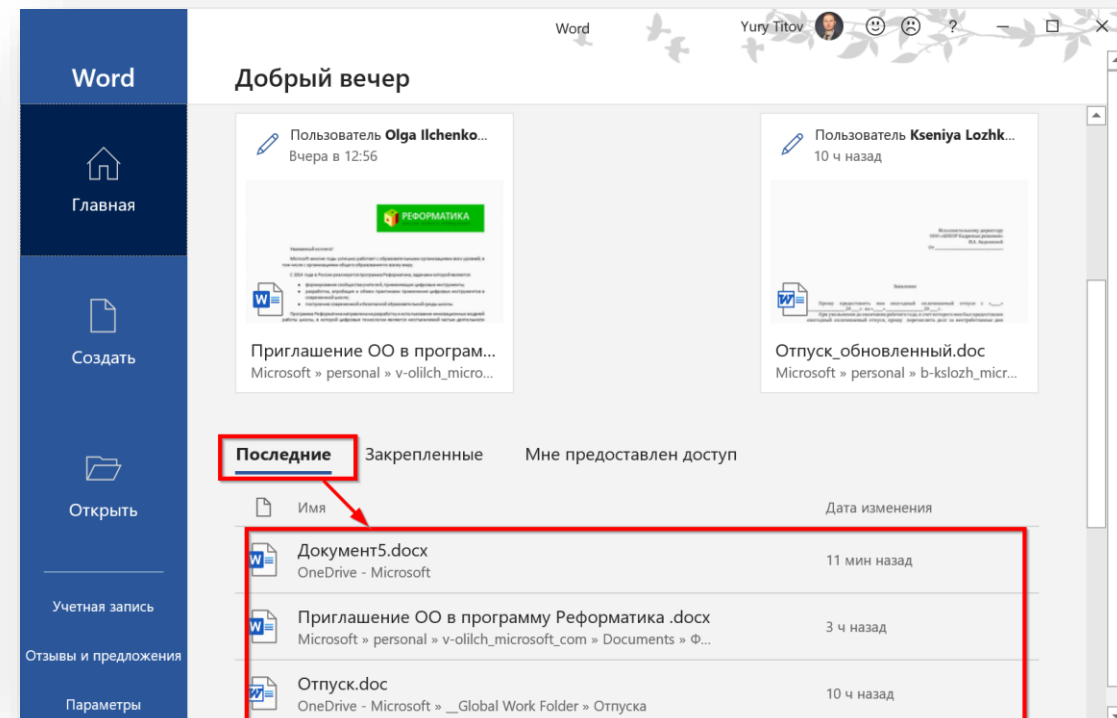 Word
Yury Titov
?
Word
Добрый вечер
Главная
Создать
Открыть
Учетная запись
Отзывы и предложения
Параметры
Пользователь Olga Ilchenko...
Вчера в 12:56
РЕФОРМАТИКА
Приглашение ОО в програм...
Microsoft » personal » v-olilch_micro...
Пользователь Kseniya Lozhk...
10 ч назад
Заявление
Отпуск_обновленный.doc
Microsoft » personal » b-kslozh_micr...
Последние Закрепленные Мне предоставлен доступ
Имя Дата изменения
Документ5.docx
OneDrive - Microsoft
11 мин назад
Приглашение ОО в программу Реформатика .docx
Microsoft » personal » v-olilch_microsoft_com » Documents » Ф...
3 ч назад
Отпуск.doc
OneDrive - Microsoft » __Global Work Folder » Отпуска
10 ч назад